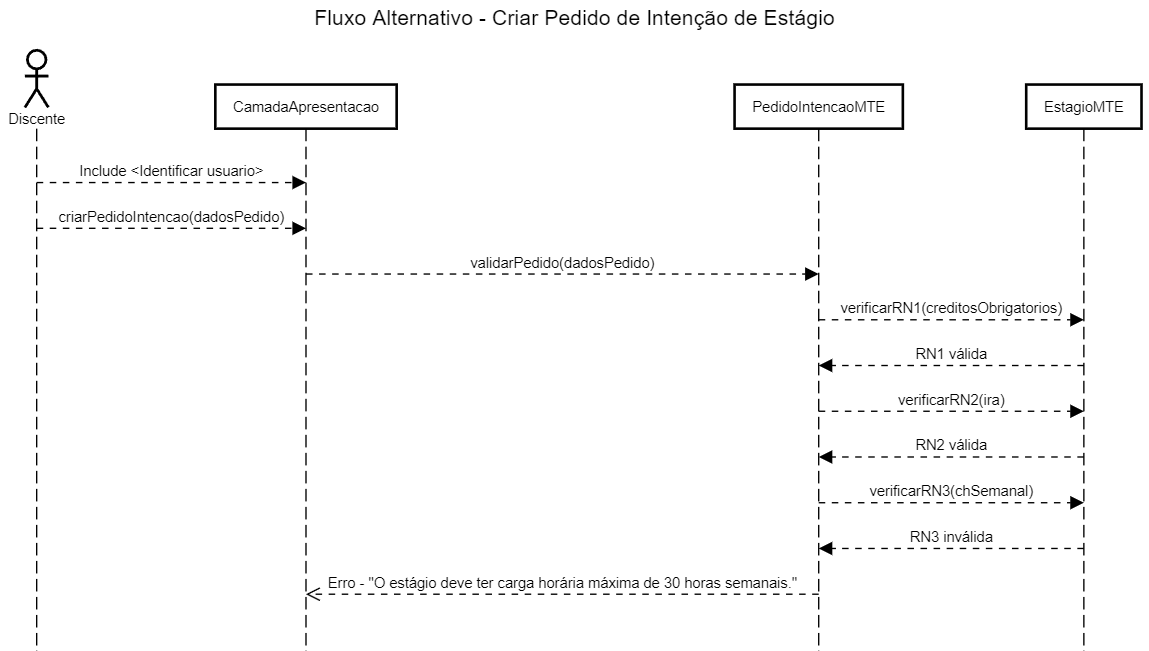 Fluxo Alternativo - Criar Pedido de Intenção de Estágio
Discente
CamadaApresentacao
PedidoIntencaoMTE
EstagioMTE
Include <Identificar usuario>
criarPedidoIntencao(dadosPedido)
validarPedido(dadosPedido)
verificarRN1(creditosObrigatorios)
RN1 válida
verificarRN2(ira)
RN2 válida
verificarRN3(chSemanal)
RN3 inválida
Erro - "O estágio deve ter carga horária máxima de 30 horas semanais."